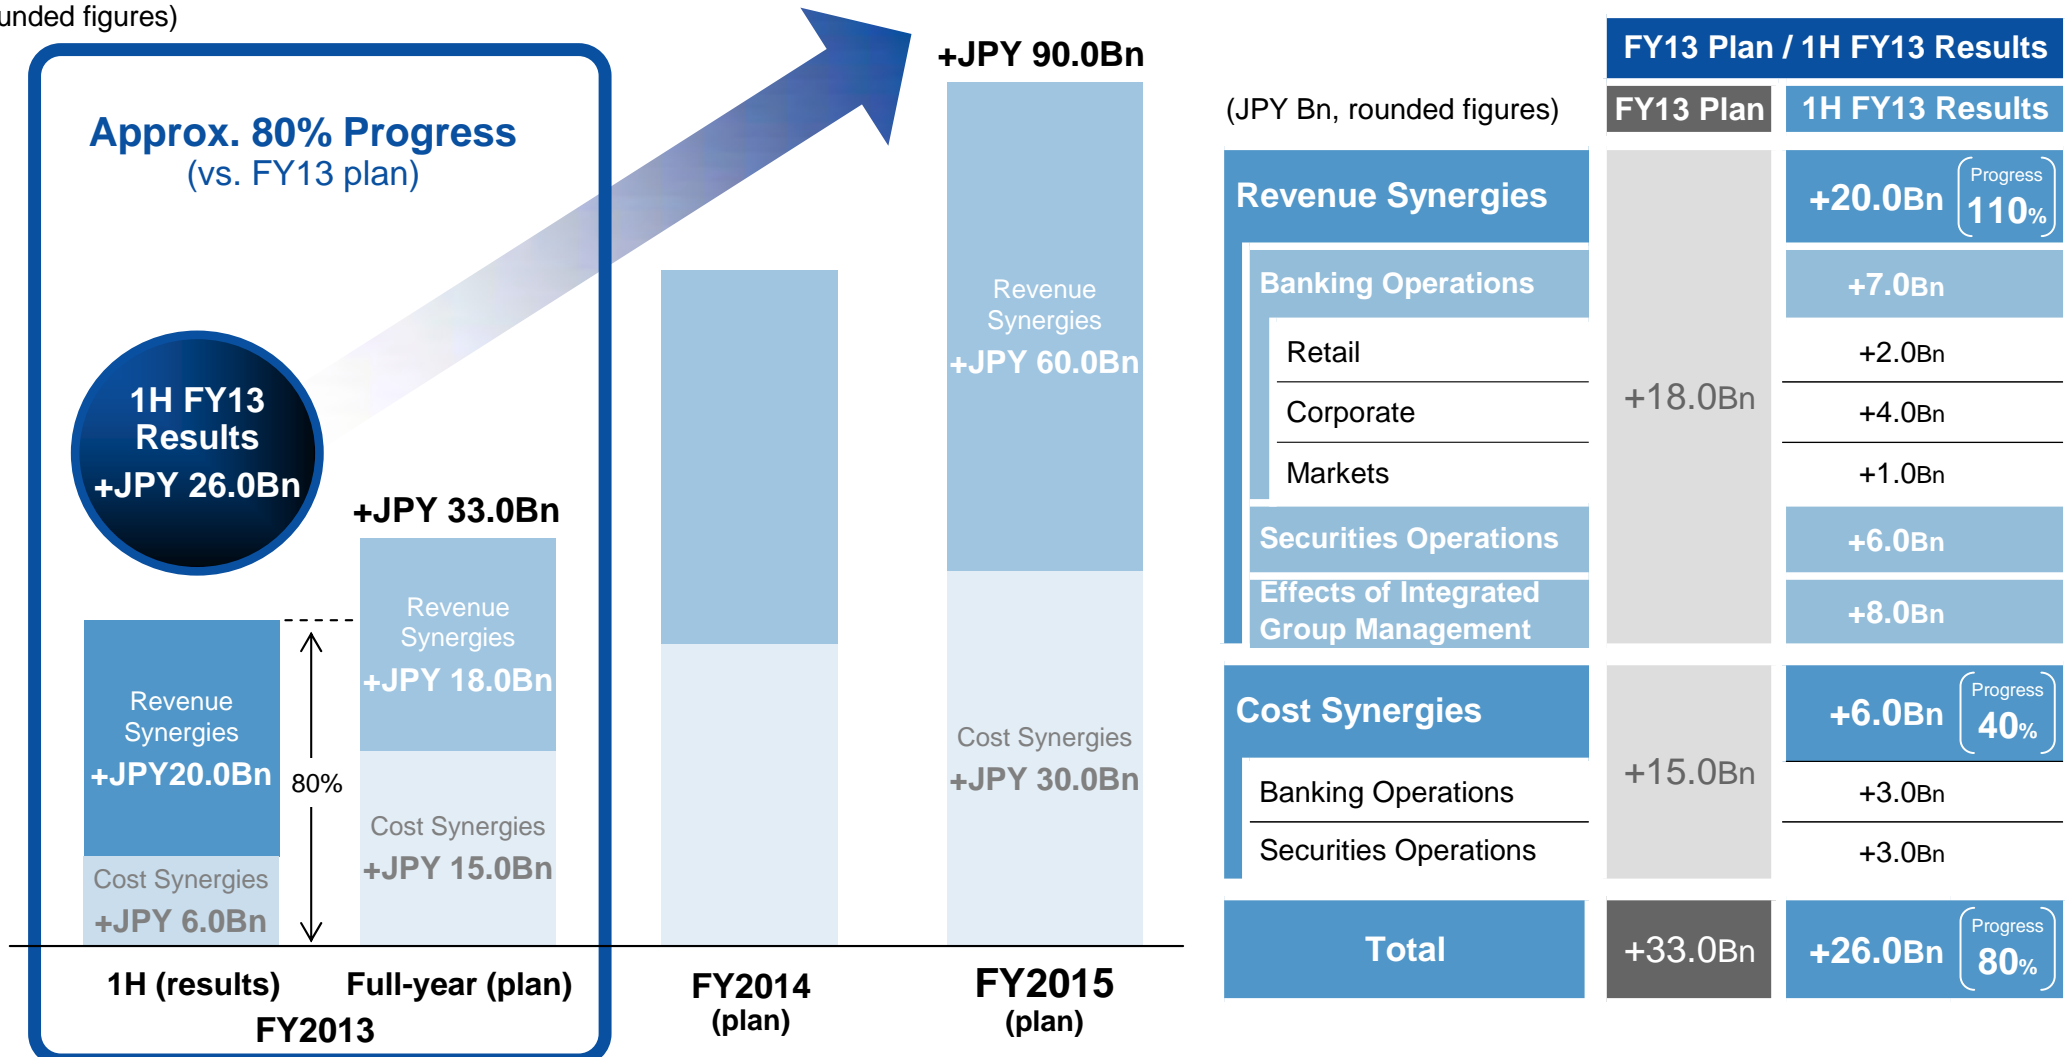 unded figures)
Approx. 80% Progress
(vs. FY13 plan)
1H FY13
Results
+JPY 26.0Bn
+JPY 33.0Bn
+JPY 90.0Bn
Revenue
Synergies
+JPY20.0Bn
Cost Synergies
+JPY 6.0Bn
80%
Revenue
Synergies
+JPY 18.0Bn
Cost Synergies
+JPY 15.0Bn
Revenue
Synergies
+JPY 60.0Bn
Cost Synergies
+JPY 30.0Bn
1H (results)
Full-year (plan)
FY2013
FY2014
(plan)
FY2015
(plan)
FY13 Plan / 1H FY13 Results
(JPY Bn, rounded figures)
FY13 Plan
1H FY13 Results
Revenue Synergies
+18.0Bn
+20.0Bn
Progress
110%
Banking Operations
+7.0Bn
Retail
+2.0Bn
Corporate
+4.0Bn
Markets
+1.0Bn
Securities Operations
+6.0Bn
Effects of Integrated
Group Management
+8.0Bn
Cost Synergies
+15.0Bn
+6.0Bn
Progress
40%
Banking Operations
+3.0Bn
Securities Operations
+3.0Bn
Total
+33.0Bn
+26.0Bn
Progress
80%